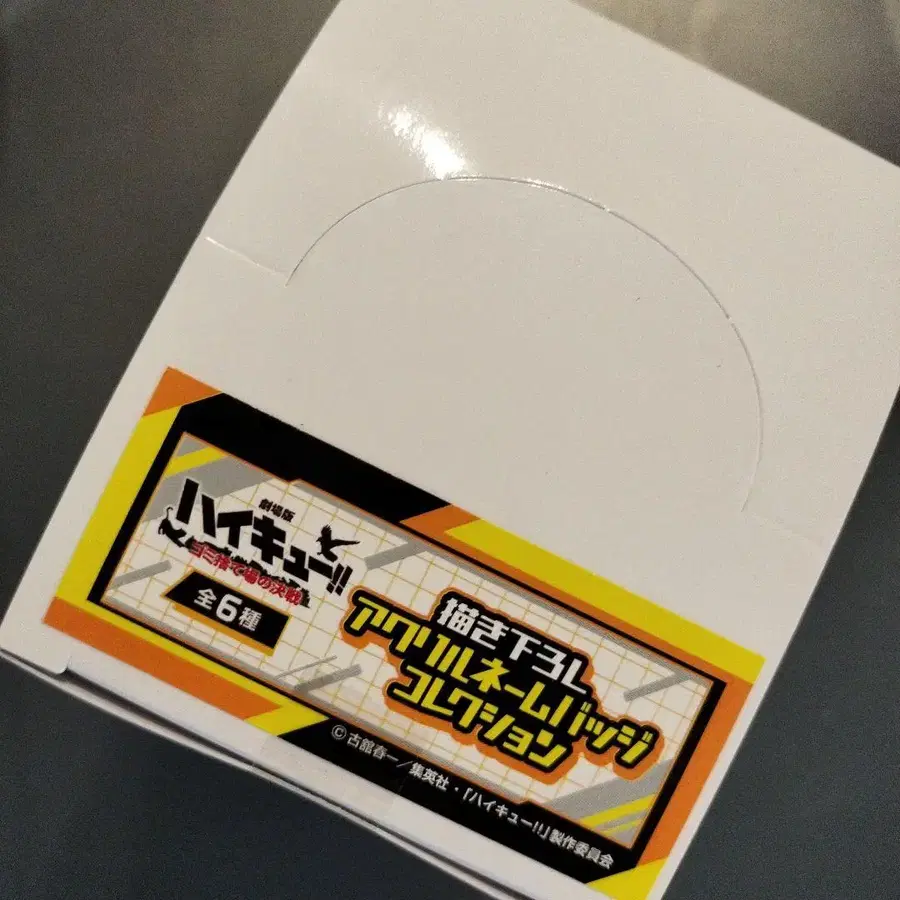 劇場版
ハイキュー!!
ゴミ捨て場の決戦
全6種
描き下ろし
アクリルネームバッジ
コレクション
©古舘春一/集英社・「ハイキュー!!」製作委員会